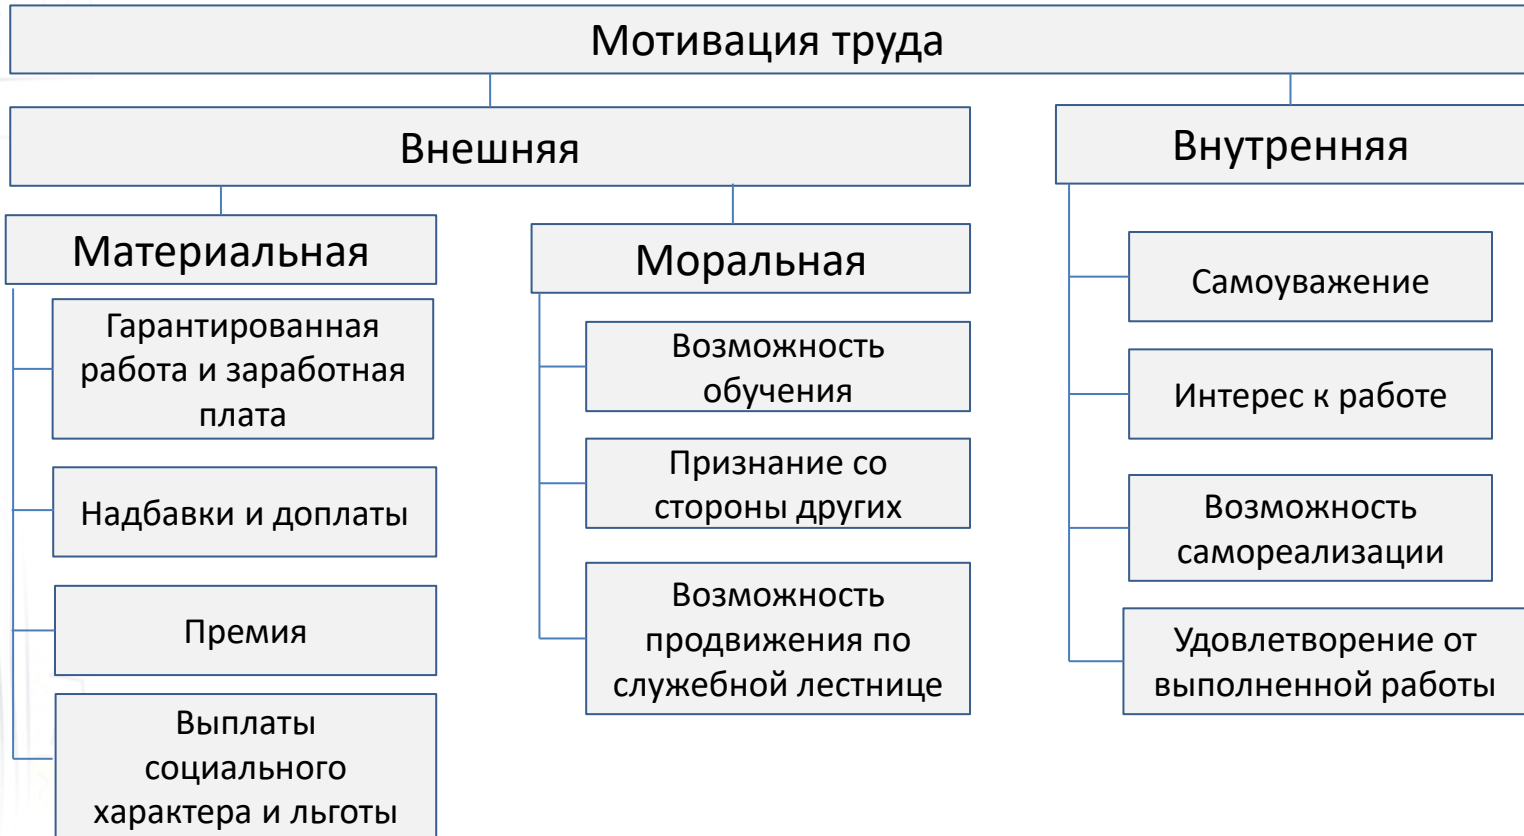 Мотивация труда
Внешняя
Внутренняя
Материальная
Моральная
Гарантированная
работа и заработная
плата
Надбавки и доплаты
Премия
Выплаты
социального
характера и льготы
Возможность
обучения
Признание со
стороны других
Возможность
продвижения по
служебной лестнице
Самоуважение
Интерес к работе
Возможность
самореализации
Удовлетворение от
выполненной работы